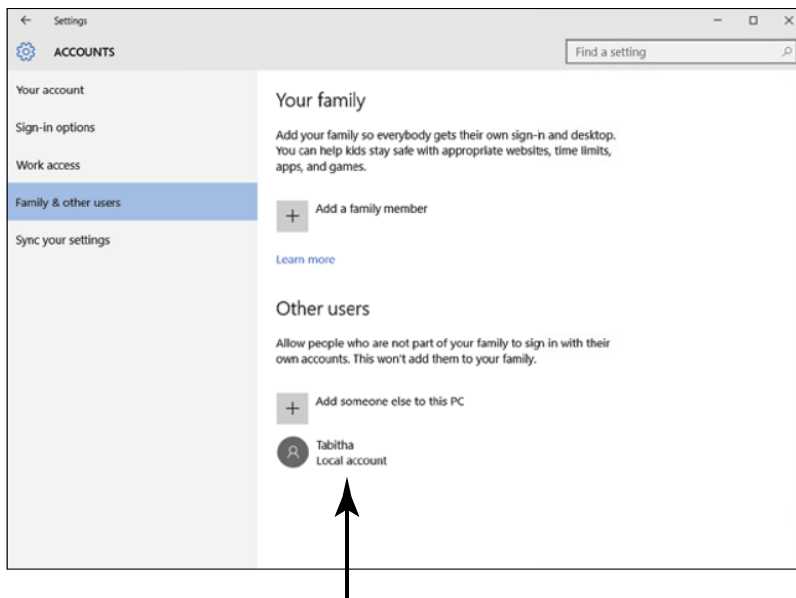 Settings
ACCOUNTS
Find a setting
Your account
Sign-in options
Work access
Family & other users
Sync your settings
Your family
Add your family so everybody gets their own sign-in and desktop.
You can help kids stay safe with appropriate websites, time limits,
apps, and games.
Add a family member
Learn more
Other users
Allow people who are not part of your family to sign in with their
own accounts. This won't add them to your family.
Add someone else to this PC
Tabitha
Local account